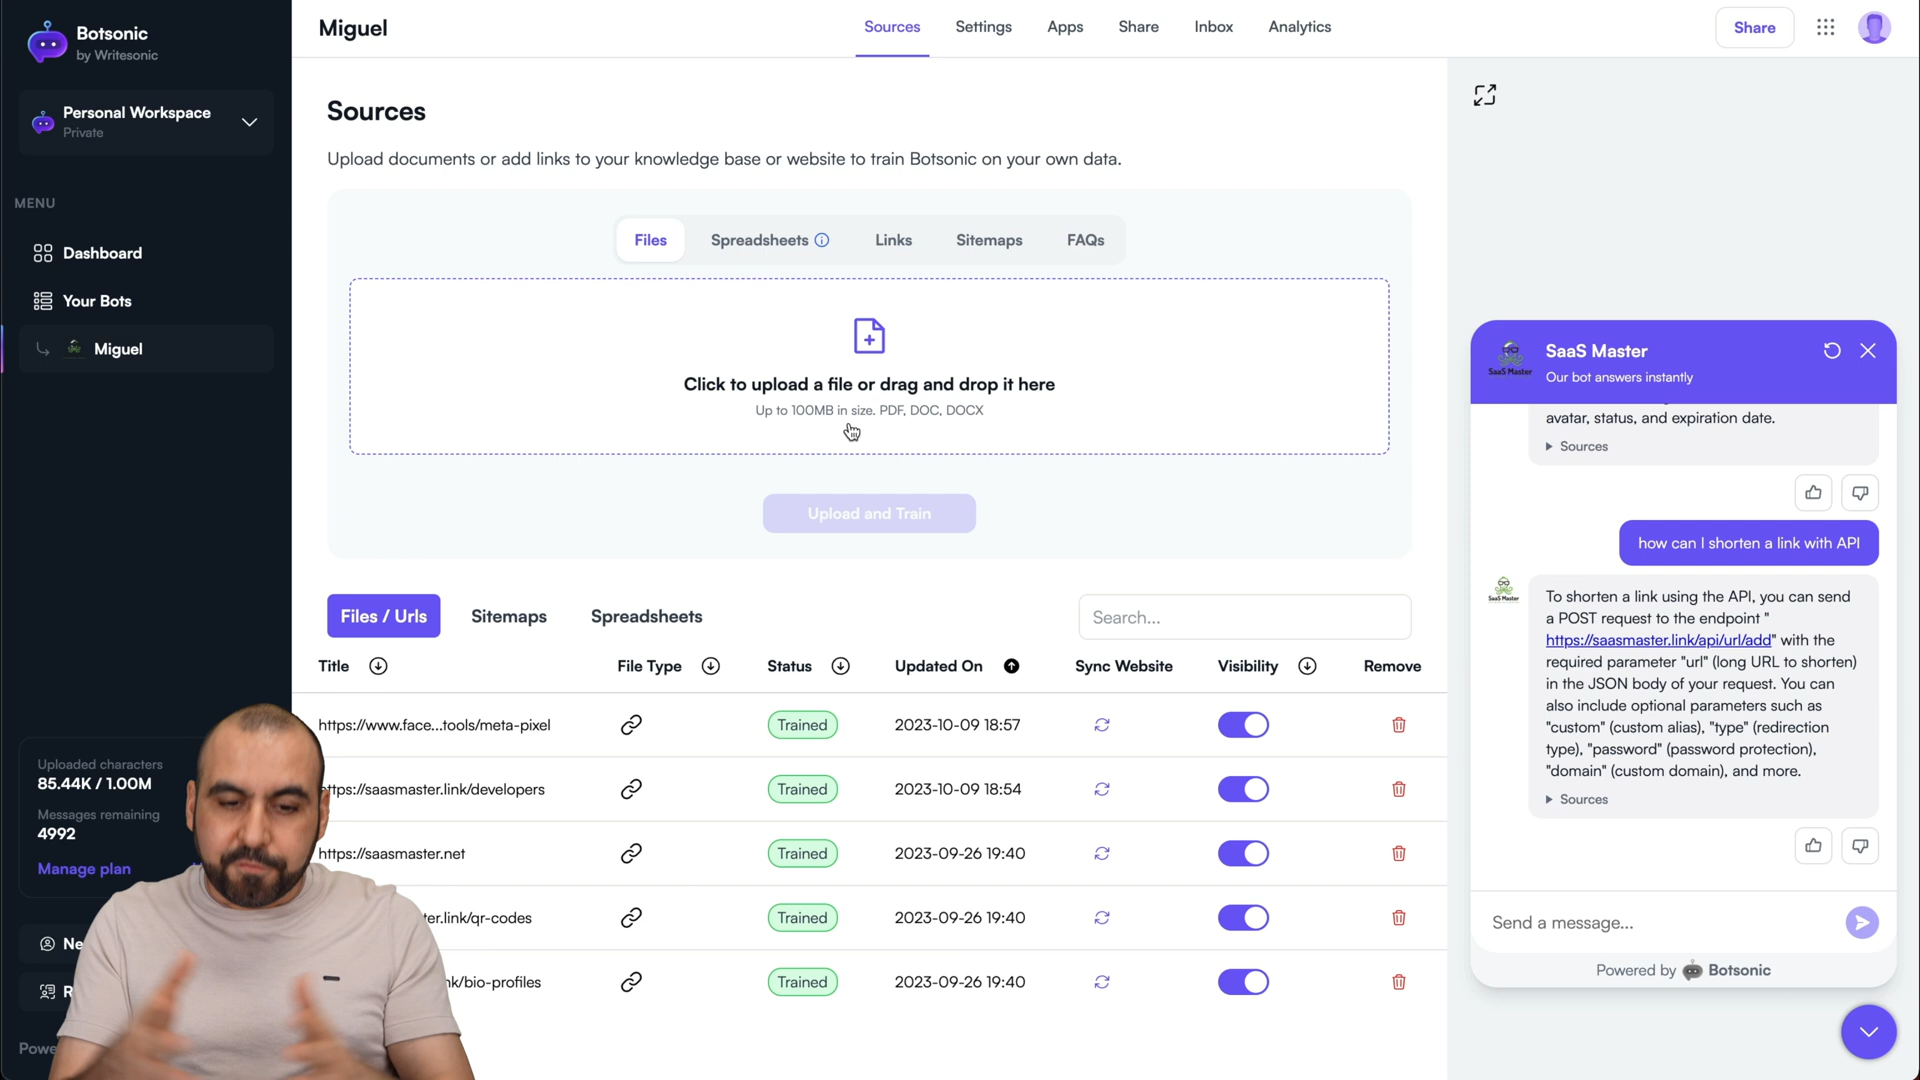 Botsonic
by Writesonic
Personal Workspace
Private
MENU
Dashboard
Your Bots
Miguel
Uploaded characters
85.44K / 1.00M
Messages remaining
4992
Manage plan
Miguel
Sources
Settings
Apps
Share
Inbox
Analytics
Share
Sources
Upload documents or add links to your knowledge base or website to train Botsonic on your own data.
Files
Spreadsheets
Links
Sitemaps
FAQs
Click to upload a file or drag and drop it here
Up to 100MB in size. PDF, DOC, DOCX
Upload and Train
Files / Urls
Sitemaps
Spreadsheets
Search...
Title
File Type
Status
Updated On
Sync Website
Visibility
Remove
https://www.face...tools/meta-pixel
Trained
2023-10-09 18:57
https://saasmaster.link/developers
Trained
2023-10-09 18:54
https://saasmaster.net
Trained
2023-09-26 19:40
ter.link/qr-codes
Trained
2023-09-26 19:40
nk/bio-profiles
Trained
2023-09-26 19:40
SaaS Master
SaaS Master
Our bot answers instantly
avatar, status, and expiration date.
Sources
how can I shorten a link with API
SaaS Master
To shorten a link using the API, you can send
a POST request to the endpoint "
https://saasmaster.link/api/url/add" with the
required parameter "url" (long URL to shorten)
in the JSON body of your request. You can
also include optional parameters such as
"custom" (custom alias), "type" (redirection
type), "password" (password protection),
"domain" (custom domain), and more.
Sources
Send a message...
Powered by Botsonic